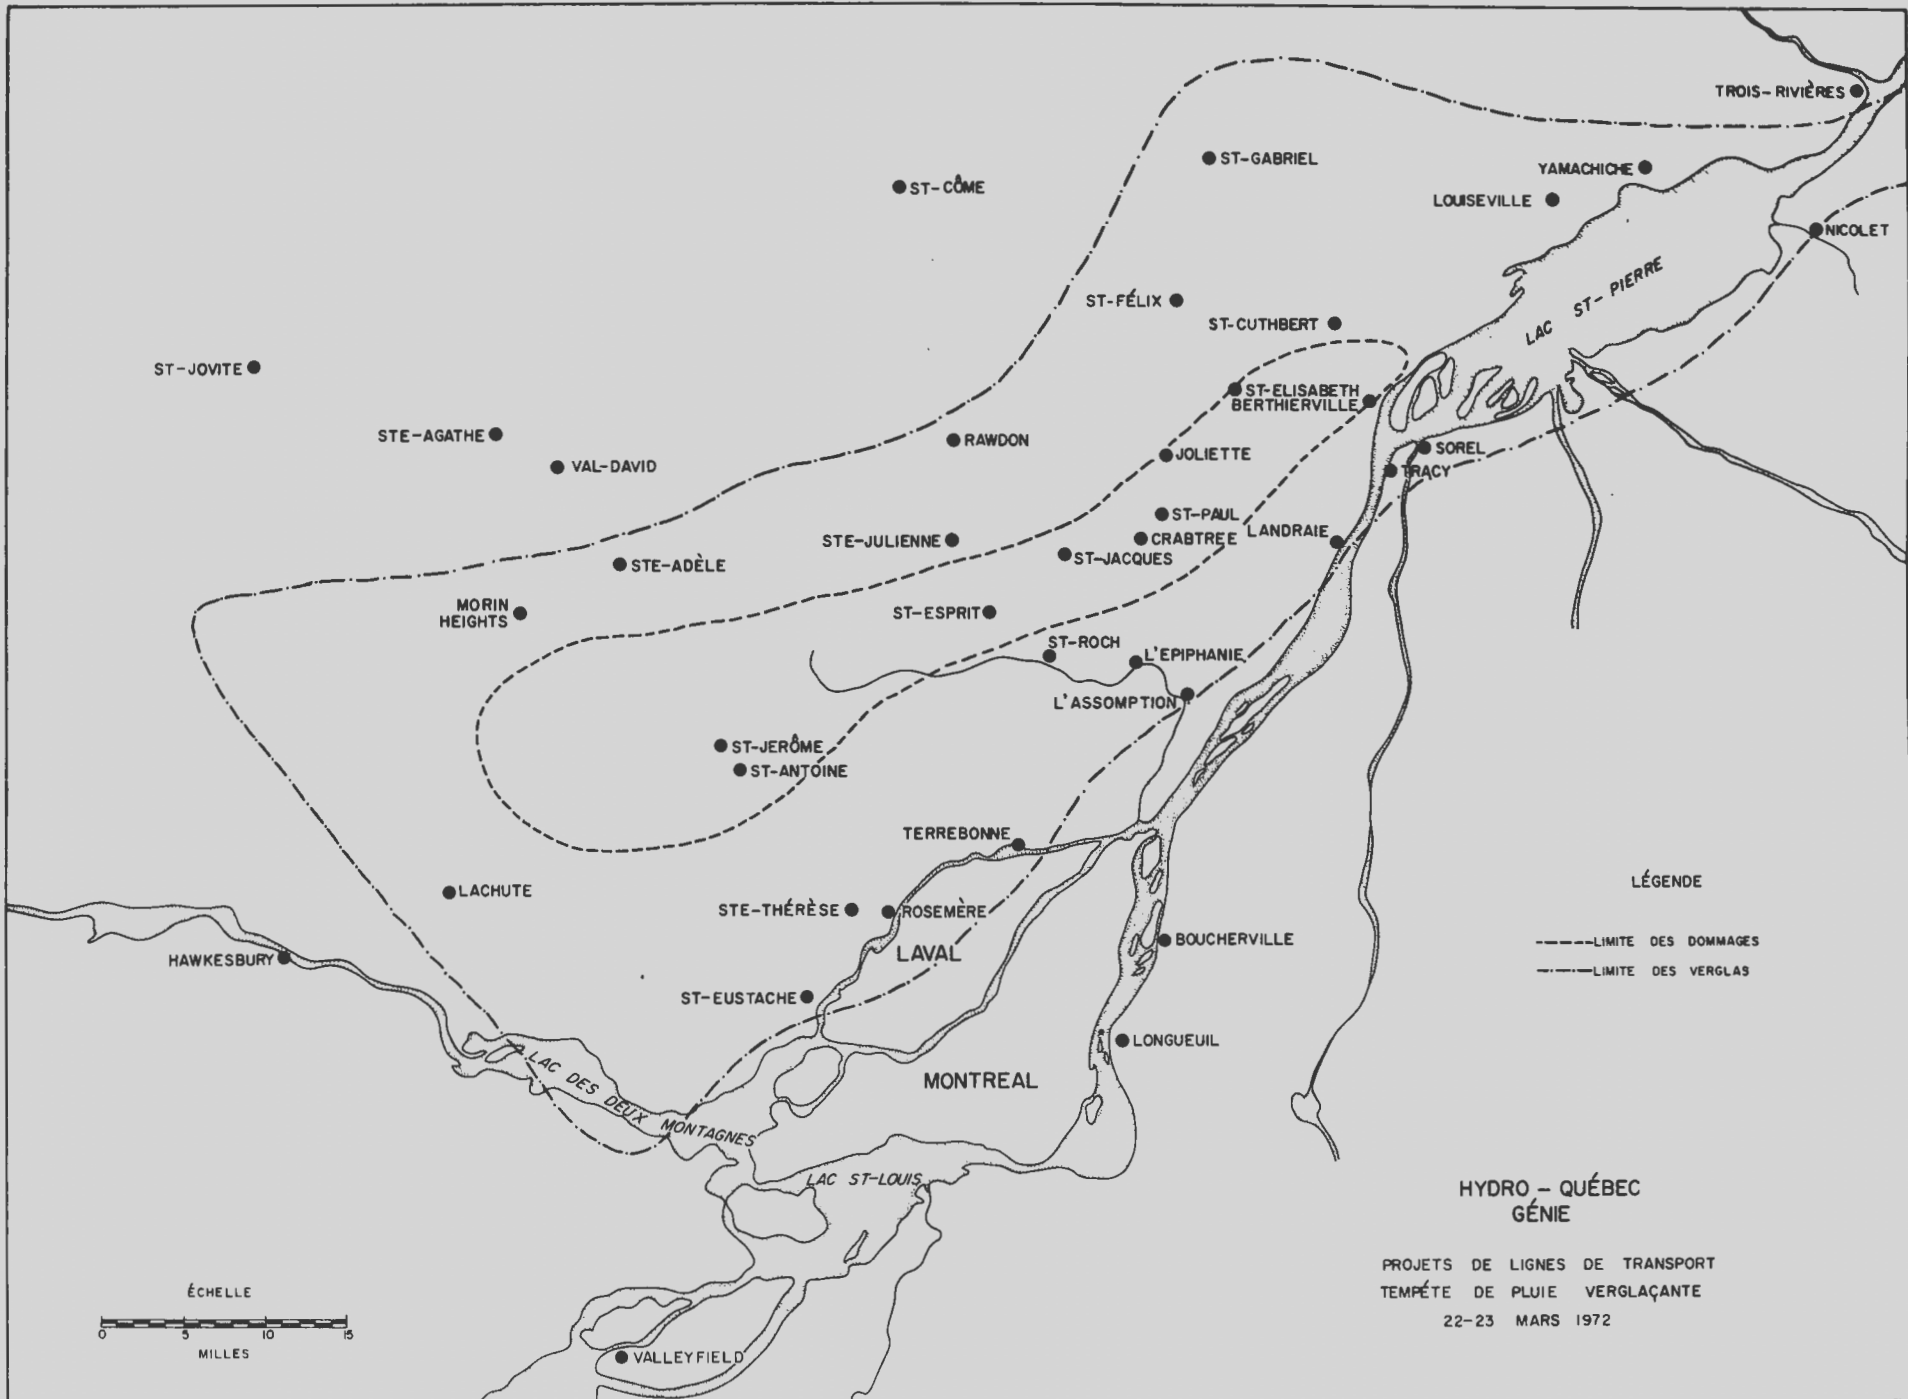 TROIS-RIVIÈRES
ST-GABRIEL
YAMACHICHE
ST-CÔME
LOUISEVILLE
NICOLET
LAC ST-PIERRE
ST-FÉLIX
ST-CUTHBERT
ST-JOVITE
ST-ELISABETH
BERTHIERVILLE
STE-AGATHE
RAWDON
VAL-DAVID
JOLIETTE
SOREL
TRACY
ST-PAUL
STE-JULIENNE
CRABTREE
LANDRAIE
ST-JACQUES
STE-ADÈLE
MORIN
HEIGHTS
ST-ESPRIT
ST-ROCH
L'EPIPHANIE
L'ASSOMPTION
ST-JERÔME
ST-ANTOINE
TERREBONNE
LACHUTE
STE-THÉRÈSE
ROSEMÈRE
LAVAL
BOUCHERVILLE
HAWKESBURY
ST-EUSTACHE
LONGUEUIL
LAC DES DEUX MONTAGNES
MONTREAL
LAC ST-LOUIS
VALLEYFIELD
LÉGENDE
LIMITE DES DOMMAGES
LIMITE DES VERGLAS
HYDRO - QUÉBEC
GÉNIE
PROJETS DE LIGNES DE TRANSPORT
TEMPÉTE DE PLUIE VERGLAÇANTE
22-23 MARS 1972
ÉCHELLE
0 5 10 15
MILLES